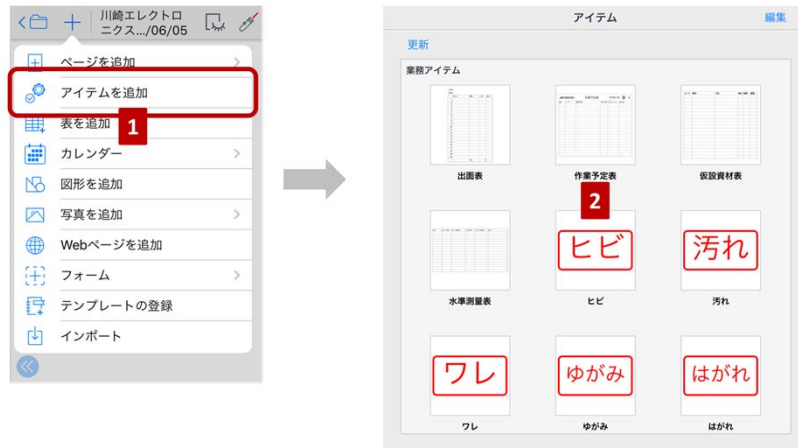 川崎エレクトロ
ニクス.../06/05
ページを追加
アイテムを追加
1
表を追加
カレンダー
図形を追加
写真を追加
Webページを追加
フォーム
テンプレートの登録
インポート
アイテム
編集
更新
業務アイテム
出面表
作業予定表
仮設資材表
2
ヒビ
汚れ
水準測量表
ヒビ
汚れ
ワレ
ゆがみ
はがれ
ワレ
ゆがみ
はがれ